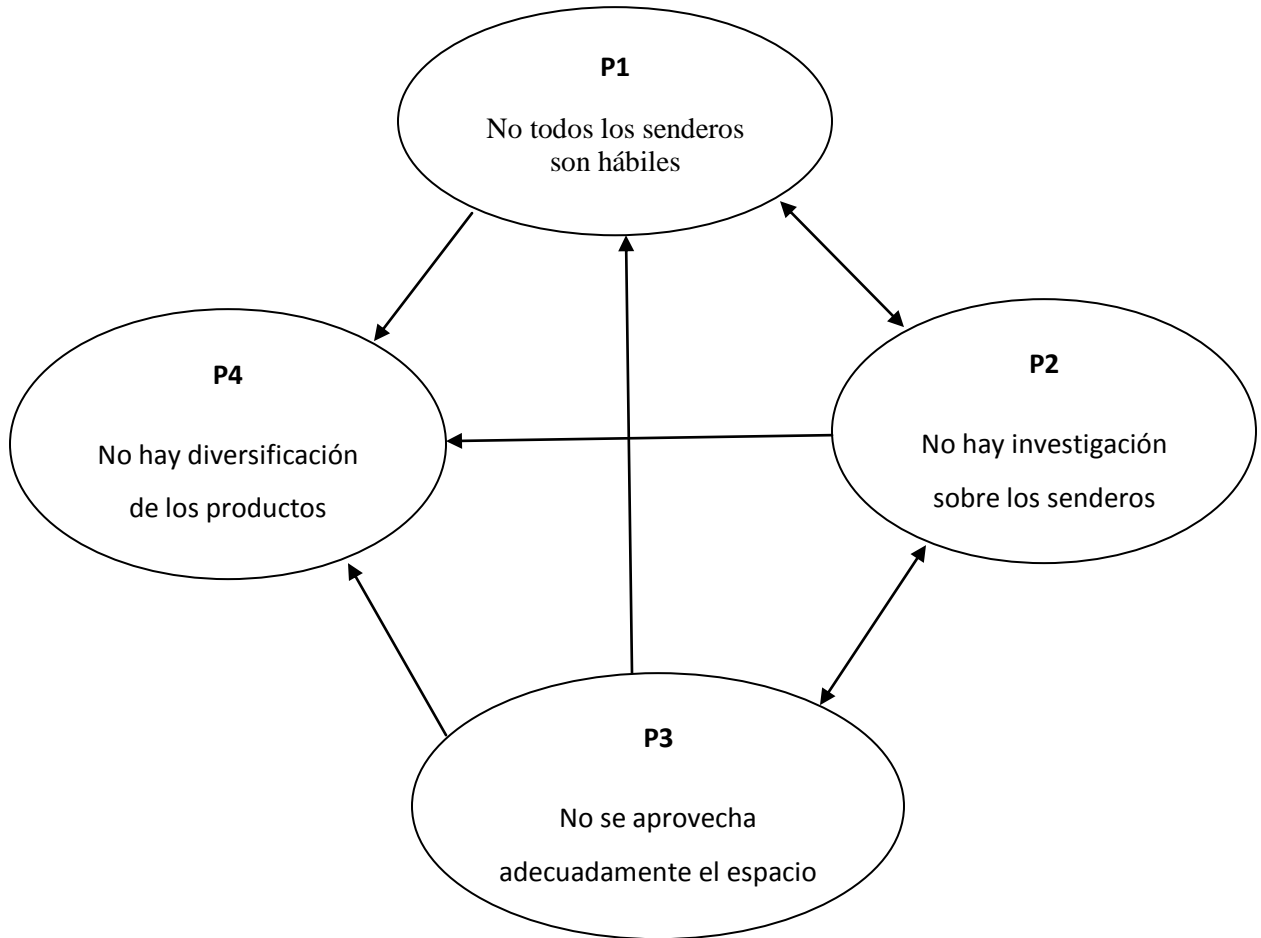 P1
No todos los senderos
son hábiles
P4
No hay diversificación
de los productos
P2
No hay investigación
sobre los senderos
P3
No se aprovecha
adecuadamente el espacio